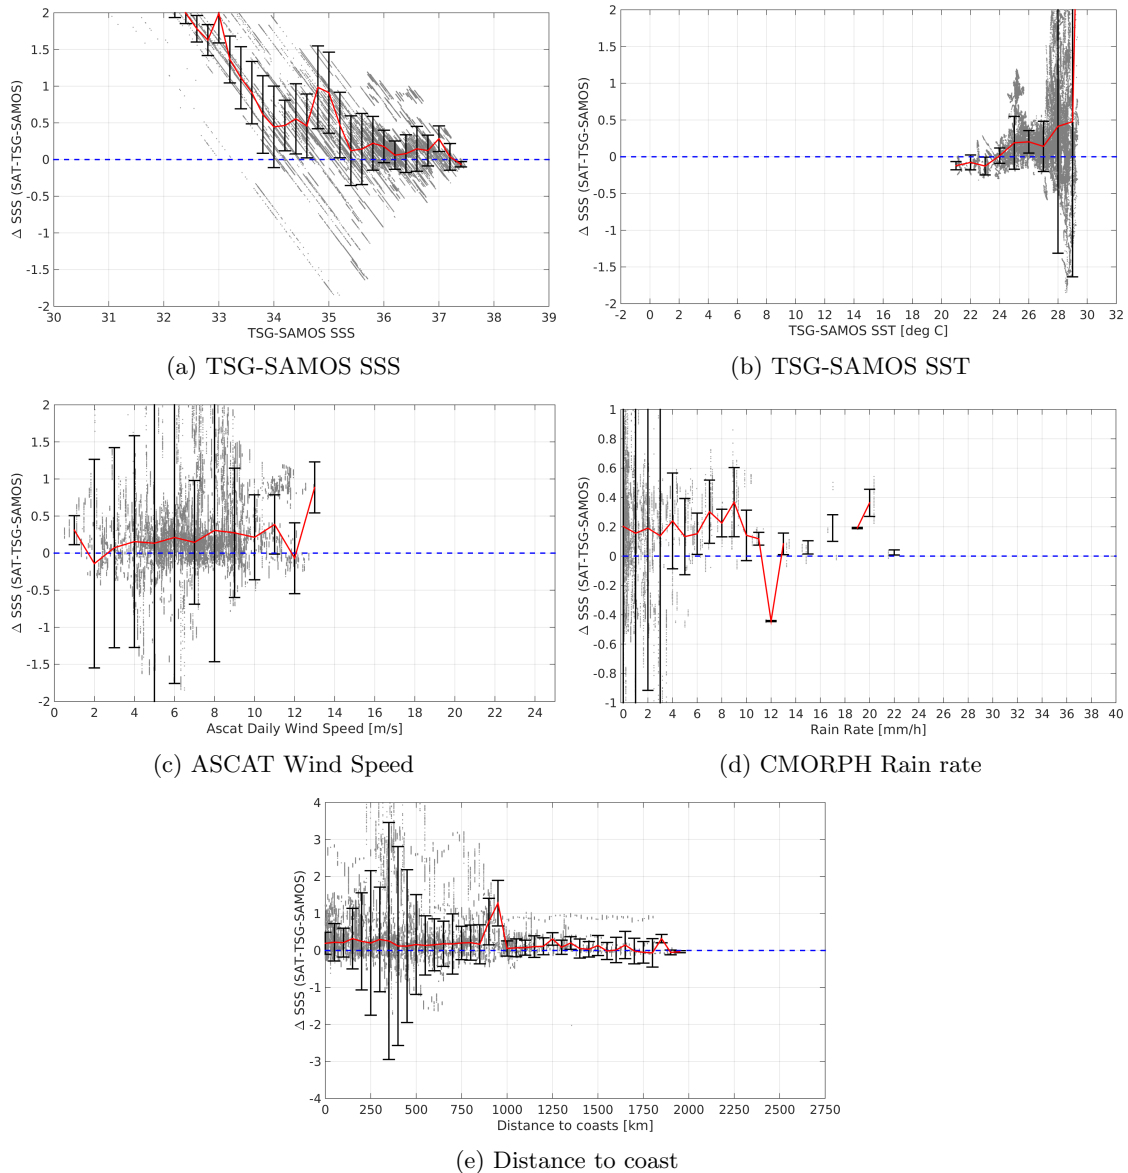 2
1.5
1
0.5
0
-0.5
-1
-1.5
-2
Δ SSS (SAT-TSG-SAMOS)
30 31 32 33 34 35 36 37 38 39
TSG-SAMOS SSS
(a) TSG-SAMOS SSS
2
1.5
1
0.5
0
-0.5
-1
-1.5
-2
Δ SSS (SAT-TSG-SAMOS)
-2 0 2 4 6 8 10 12 14 16 18 20 22 24 26 28 30 32
TSG-SAMOS SST [deg C]
(b) TSG-SAMOS SST
2
1.5
1
0.5
0
-0.5
-1
-1.5
-2
Δ SSS (SAT-TSG-SAMOS)
0 2 4 6 8 10 12 14 16 18 20 22 24
Ascat Daily Wind Speed [m/s]
(c) ASCAT Wind Speed
1
0.8
0.6
0.4
0.2
0
-0.2
-0.4
-0.6
-0.8
-1
Δ SSS (SAT-TSG-SAMOS)
0 2 4 6 8 10 12 14 16 18 20 22 24 26 28 30 32 34 36 38 40
Rain Rate [mm/h]
(d) CMORPH Rain rate
4
3
2
1
0
-1
-2
-3
-4
Δ SSS (SAT-TSG-SAMOS)
0 250 500 750 1000 1250 1500 1750 2000 2250 2500 2750
Distance to coasts [km]
(e) Distance to coast